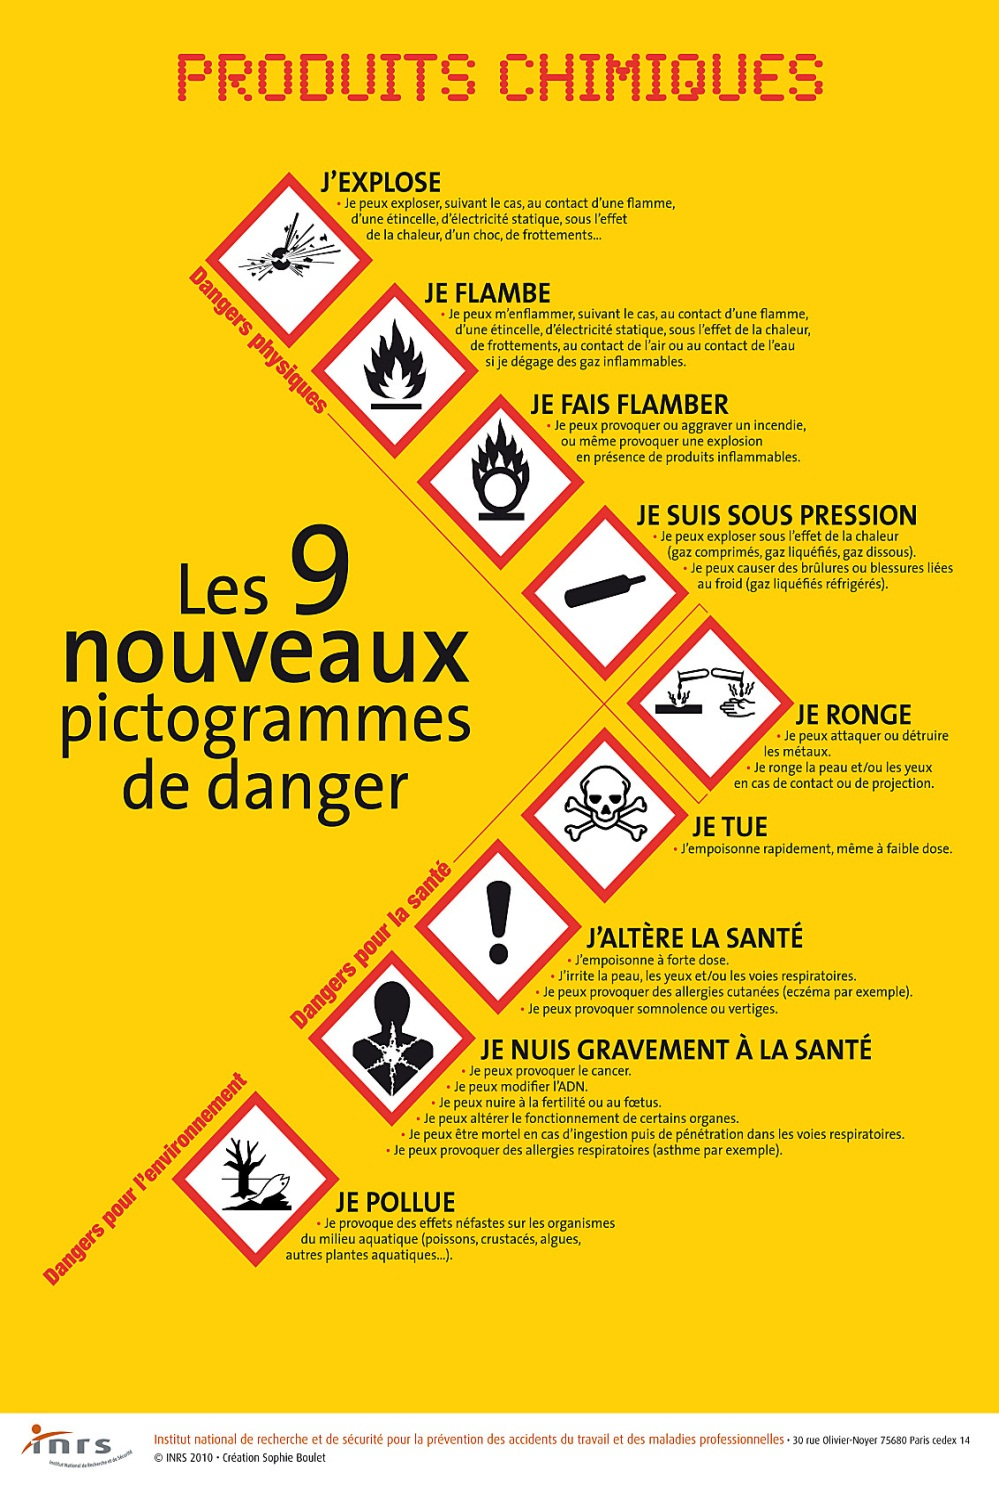 PRODUITS CHIMIQUES
J'EXPLOSE
• Je peux exploser, suivant le cas, au contact d'une flamme,
d'une étincelle, d'électricité statique, sous l'effet
de la chaleur, d'un choc, de frottements...
Dangers physiques
JE FLAMBE
• Je peux m'enflammer, suivant le cas, au contact d'une flamme,
d'une étincelle, d'électricité statique, sous l'effet de la chaleur,
de frottements, au contact de l'air ou au contact de l'eau
si je dégage des gaz inflammables.
JE FAIS FLAMBER
• Je peux provoquer ou aggraver un incendie,
ou même provoquer une explosion
en présence de produits inflammables.
JE SUIS SOUS PRESSION
• Je peux exploser sous l'effet de la chaleur
(gaz comprimés, gaz liquéfiés, gaz dissous).
• Je peux causer des brûlures ou blessures liées
au froid (gaz liquéfiés réfrigérés).
Les 9
nouveaux
pictogrammes
de danger
JE RONGE
• Je peux attaquer ou détruire
les métaux.
• Je ronge la peau et/ou les yeux
en cas de contact ou de projection.
JE TUE
• J'empoisonne rapidement, même à faible dose.
Dangers pour la santé
J'ALTÈRE LA SANTÉ
• J'empoisonne à forte dose.
• J'irrite la peau, les yeux et/ou les voies respiratoires.
• Je peux provoquer des allergies cutanées (eczéma par exemple).
• Je peux provoquer somnolence ou vertiges.
JE NUIS GRAVEMENT À LA SANTÉ
• Je peux provoquer le cancer.
• Je peux modifier l'ADN.
• Je peux nuire à la fertilité ou au fœtus.
• Je peux altérer le fonctionnement de certains organes.
• Je peux être mortel en cas d'ingestion puis de pénétration dans les voies respiratoires.
• Je peux provoquer des allergies respiratoires (asthme par exemple).
Dangers pour l'environnement
JE POLLUE
• Je provoque des effets néfastes sur les organismes
du milieu aquatique (poissons, crustacés, algues,
autres plantes aquatiques...).
inrs
Institut National de Recherche et de Sécurité
Institut national de recherche et de sécurité pour la prévention des accidents du travail et des maladies professionnelles • 30 rue Olivier-Noyer 75680 Paris cedex 14
© INRS 2010 • Création Sophie Boulet